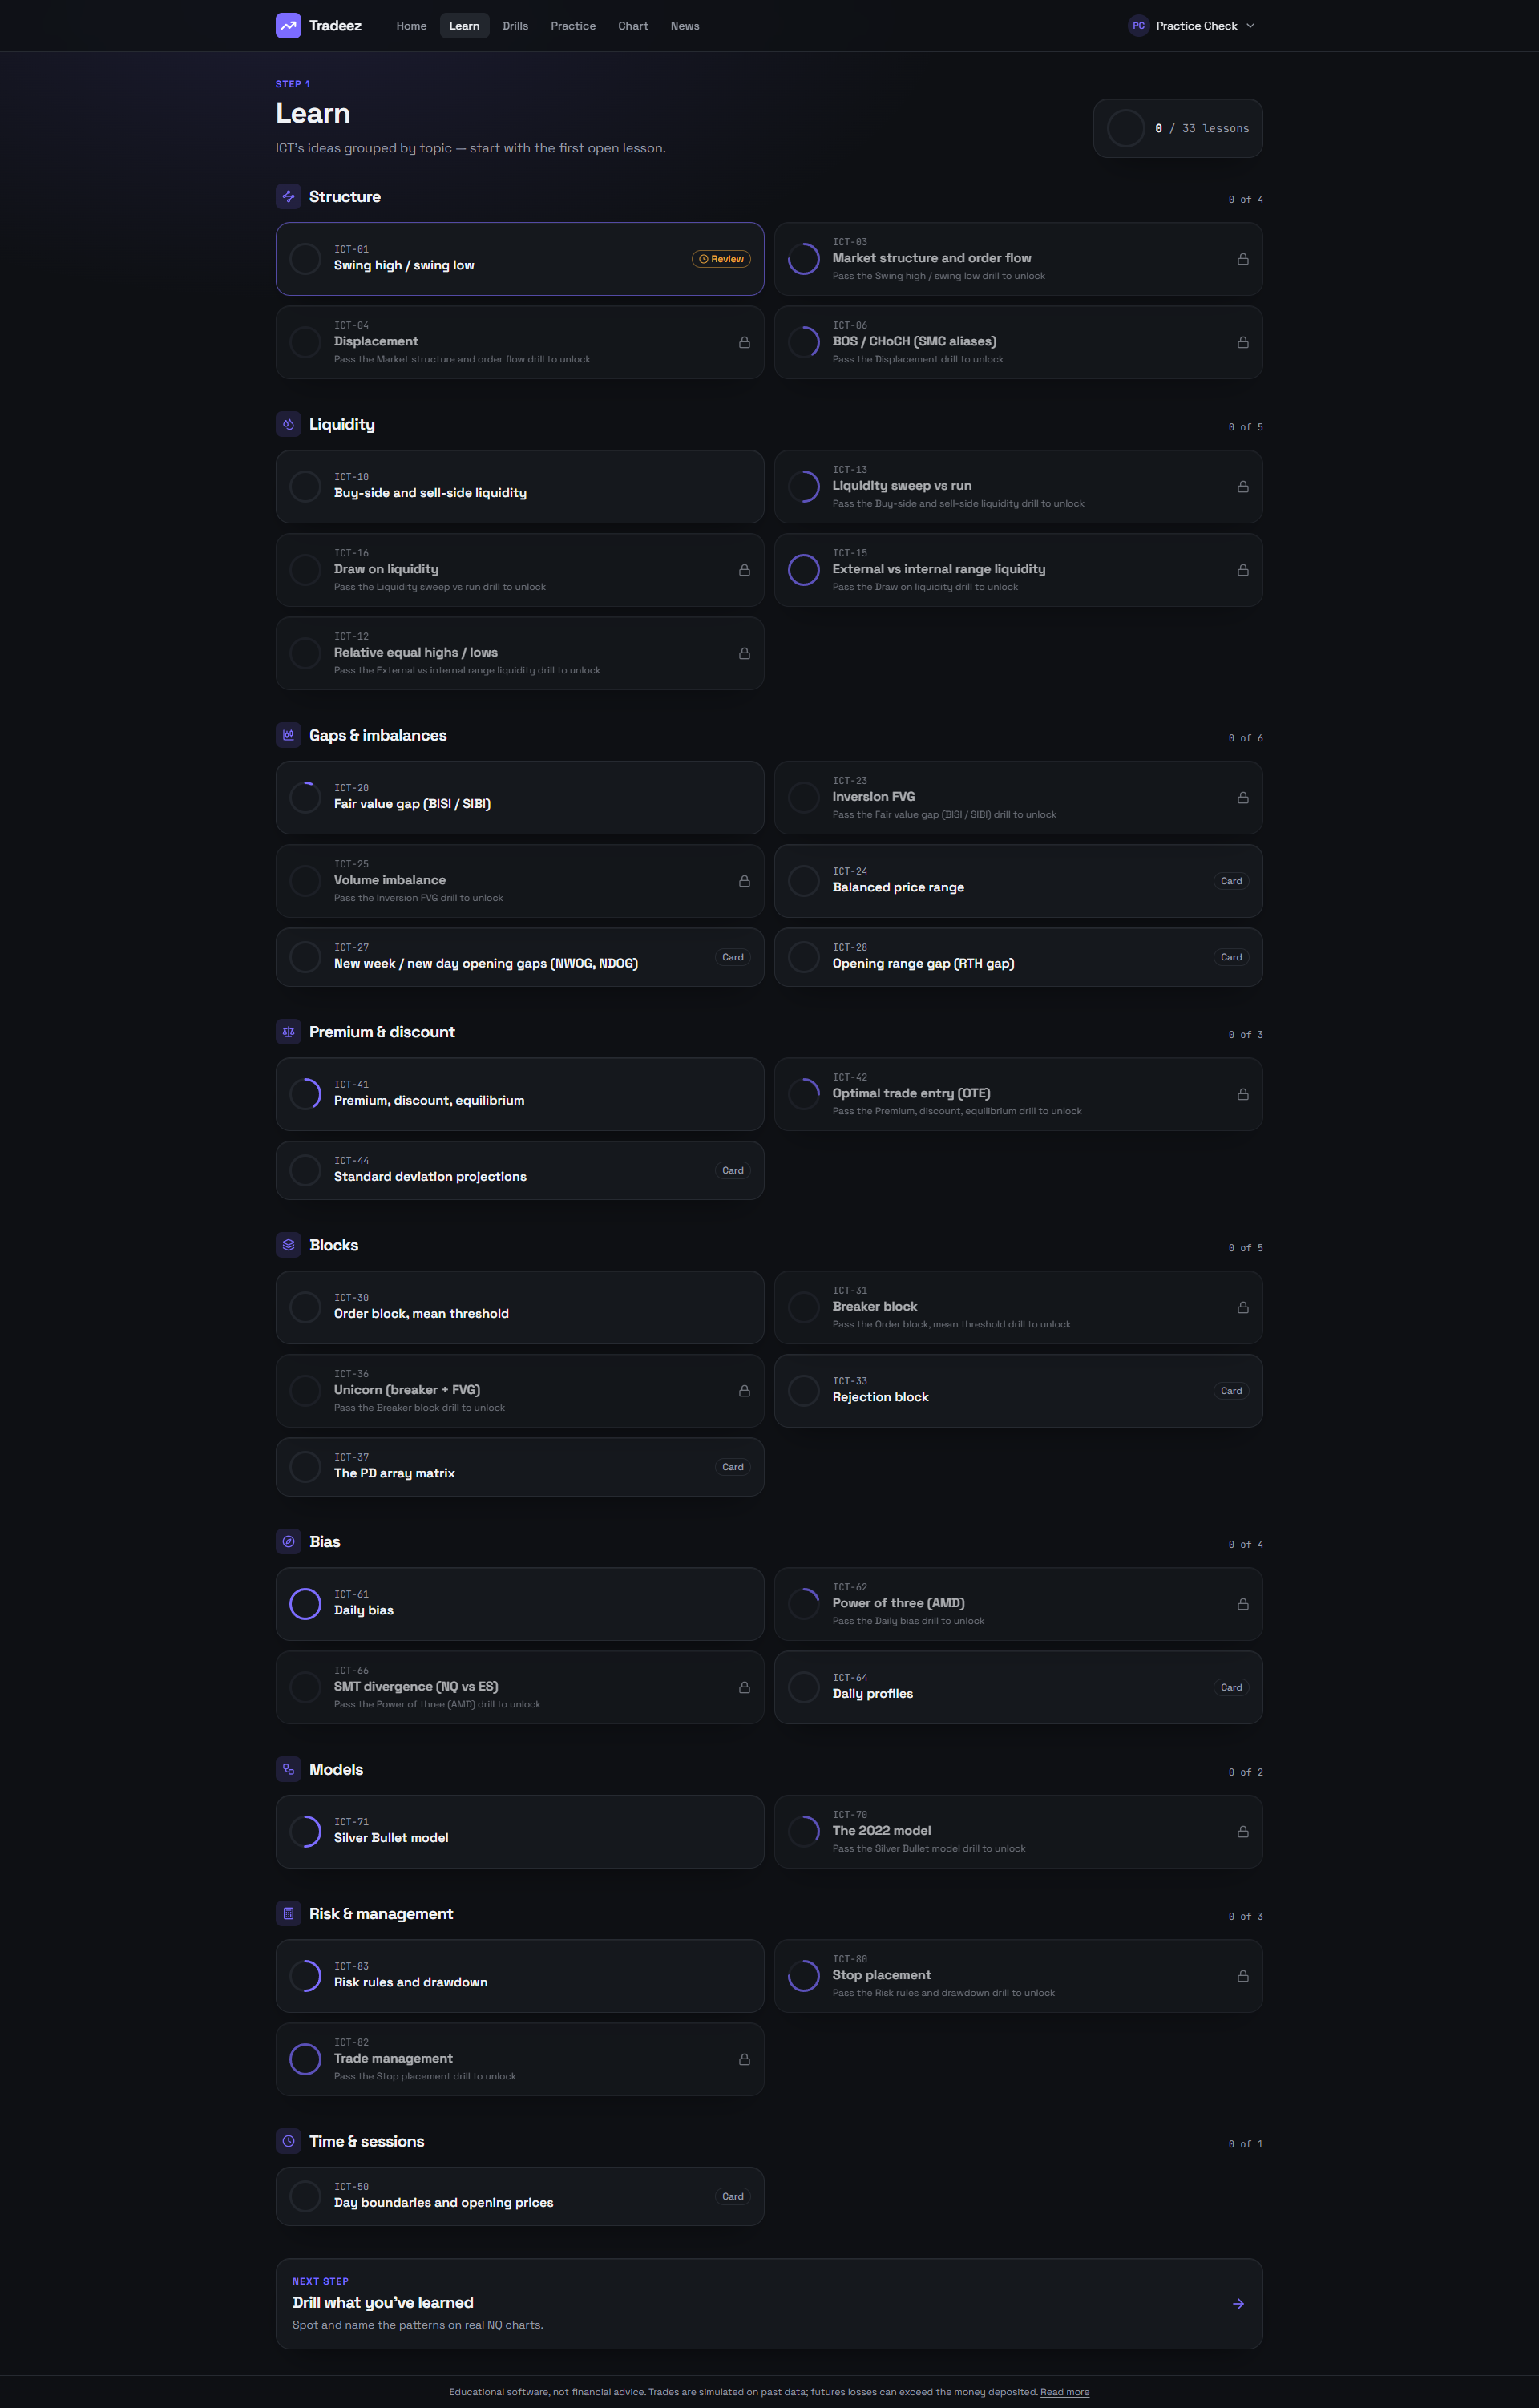 Tradeez
Home
Learn
Drills
Practice
Chart
News
PC
Practice Check
STEP 1
Learn
ICT's ideas grouped by topic — start with the first open lesson.
0 / 33 lessons
Structure
0 of 4
ICT-01
Swing high / swing low
Review
ICT-03
Market structure and order flow
Pass the Swing high / swing low drill to unlock
ICT-04
Displacement
Pass the Market structure and order flow drill to unlock
ICT-06
BOS / CHoCH (SMC aliases)
Pass the Displacement drill to unlock
Liquidity
0 of 5
ICT-10
Buy-side and sell-side liquidity
ICT-13
Liquidity sweep vs run
Pass the Buy-side and sell-side liquidity drill to unlock
ICT-16
Draw on liquidity
Pass the Liquidity sweep vs run drill to unlock
ICT-15
External vs internal range liquidity
Pass the Draw on liquidity drill to unlock
ICT-12
Relative equal highs / lows
Pass the External vs internal range liquidity drill to unlock
Gaps & imbalances
0 of 6
ICT-20
Fair value gap (BISI / SIBI)
ICT-23
Inversion FVG
Pass the Fair value gap (BISI / SIBI) drill to unlock
ICT-25
Volume imbalance
Pass the Inversion FVG drill to unlock
ICT-24
Balanced price range
Card
ICT-27
New week / new day opening gaps (NWOG, NDOG)
Card
ICT-28
Opening range gap (RTH gap)
Card
Premium & discount
0 of 3
ICT-41
Premium, discount, equilibrium
ICT-42
Optimal trade entry (OTE)
Pass the Premium, discount, equilibrium drill to unlock
ICT-44
Standard deviation projections
Card
Blocks
0 of 5
ICT-30
Order block, mean threshold
ICT-31
Breaker block
Pass the Order block, mean threshold drill to unlock
ICT-36
Unicorn (breaker + FVG)
Pass the Breaker block drill to unlock
ICT-33
Rejection block
Card
ICT-37
The PD array matrix
Card
Bias
0 of 4
ICT-61
Daily bias
ICT-62
Power of three (AMD)
Pass the Daily bias drill to unlock
ICT-66
SMT divergence (NQ vs ES)
Pass the Power of three (AMD) drill to unlock
ICT-64
Daily profiles
Card
Models
0 of 2
ICT-71
Silver Bullet model
ICT-70
The 2022 model
Pass the Silver Bullet model drill to unlock
Risk & management
0 of 3
ICT-83
Risk rules and drawdown
ICT-80
Stop placement
Pass the Risk rules and drawdown drill to unlock
ICT-82
Trade management
Pass the Stop placement drill to unlock
Time & sessions
0 of 1
ICT-50
Day boundaries and opening prices
Card
NEXT STEP
Drill what you've learned
Spot and name the patterns on real NQ charts.
Educational software, not financial advice. Trades are simulated on past data; futures losses can exceed the money deposited. Read more